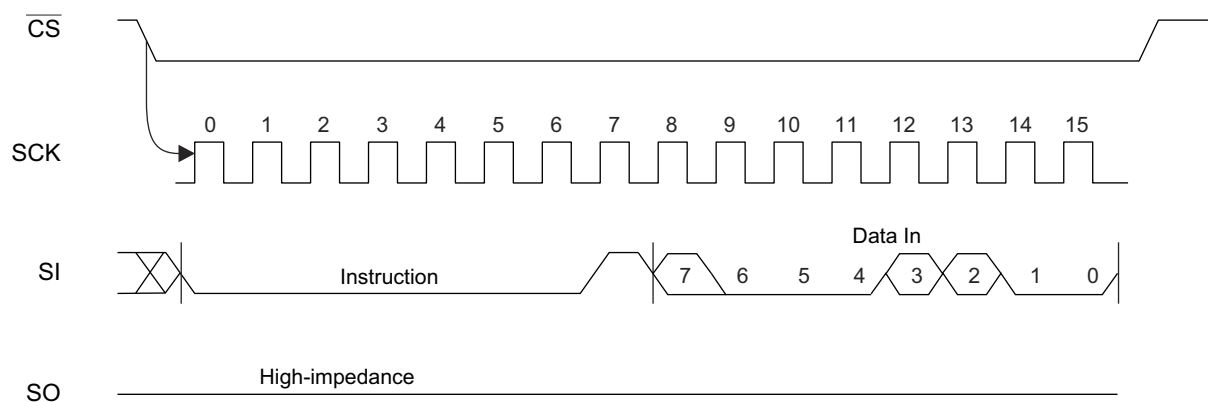 CS
0 1 2 3 4 5 6 7 8 9 10 11 12 13 14 15
SCK
Data In
SI
Instruction
7 6 5 4 3 2 1 0
High-impedance
SO